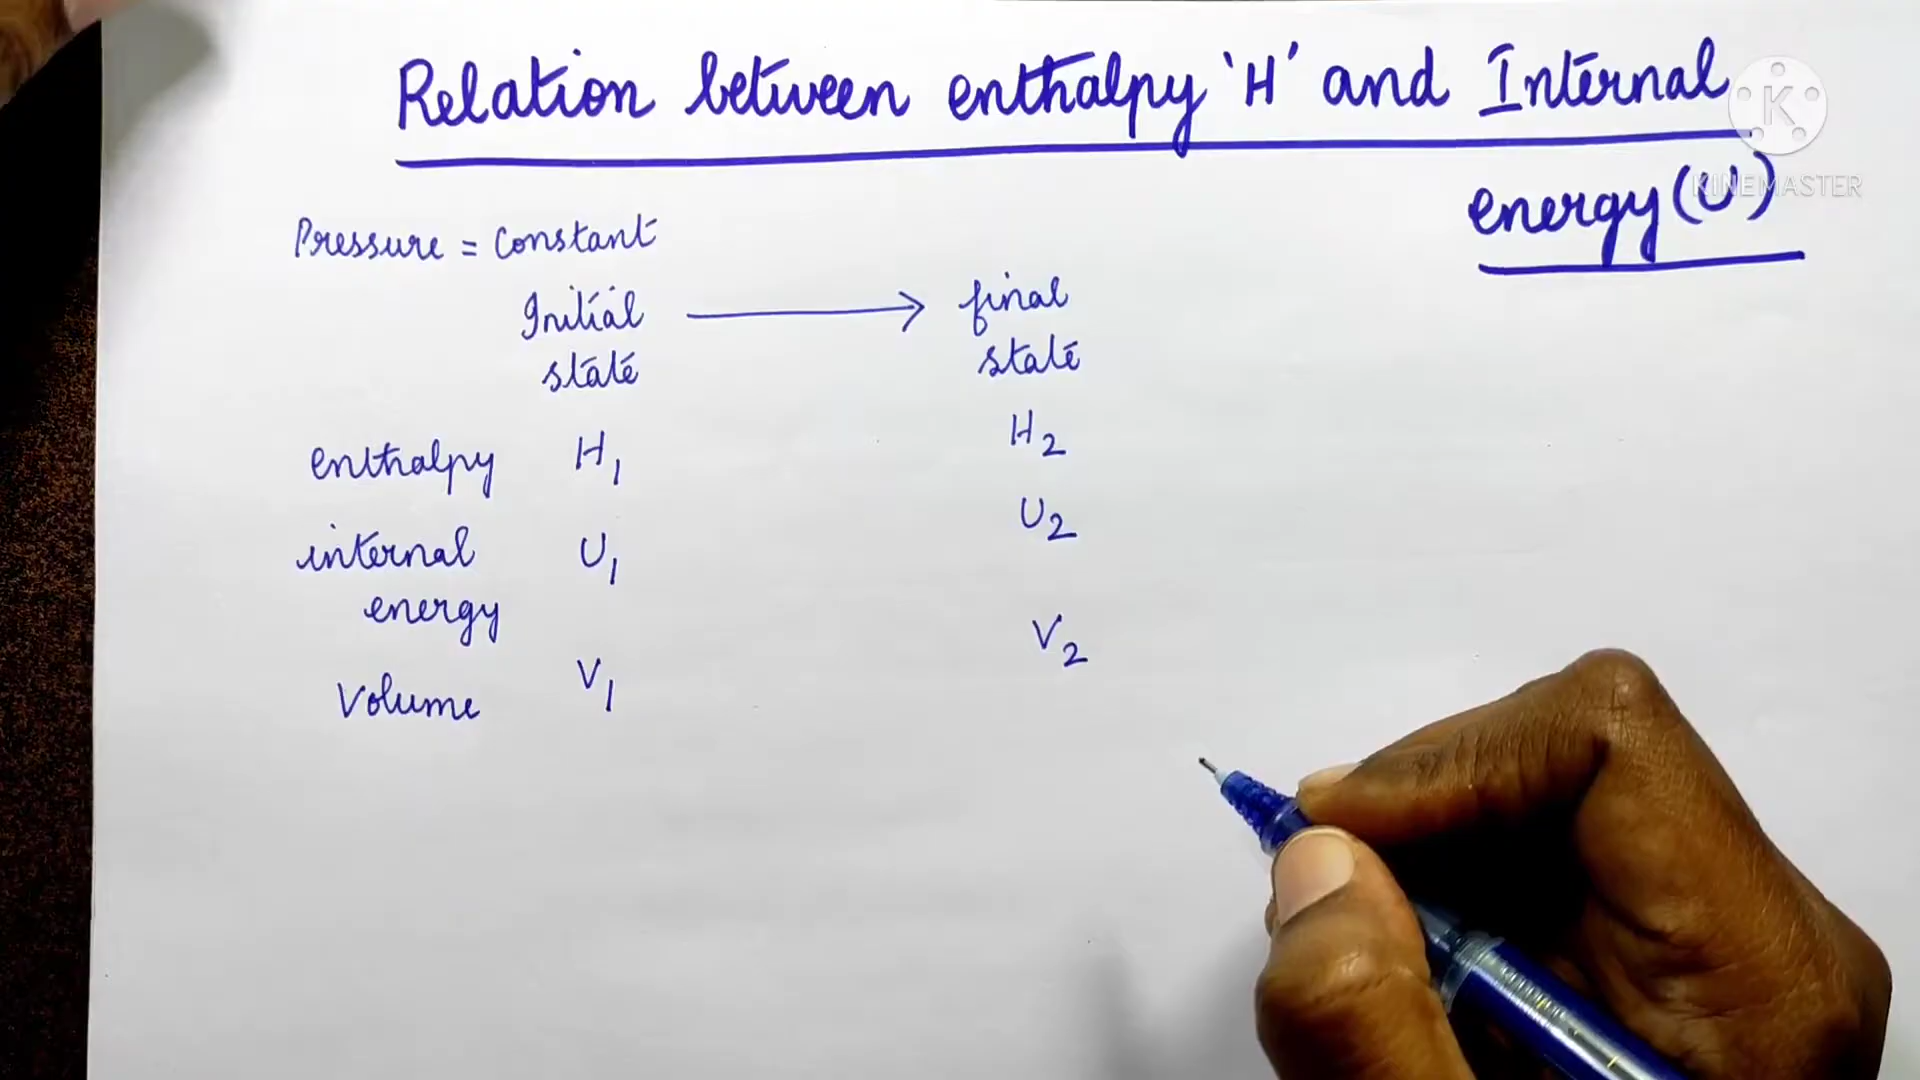 Relation between enthalpy 'H' and Internal
energy (U)
Pressure = Constant
Initial → final
state state
enthalpy H₁ H₂
internal U₁ U₂
energy
Volume V₁ V₂
K
KINEMASTER